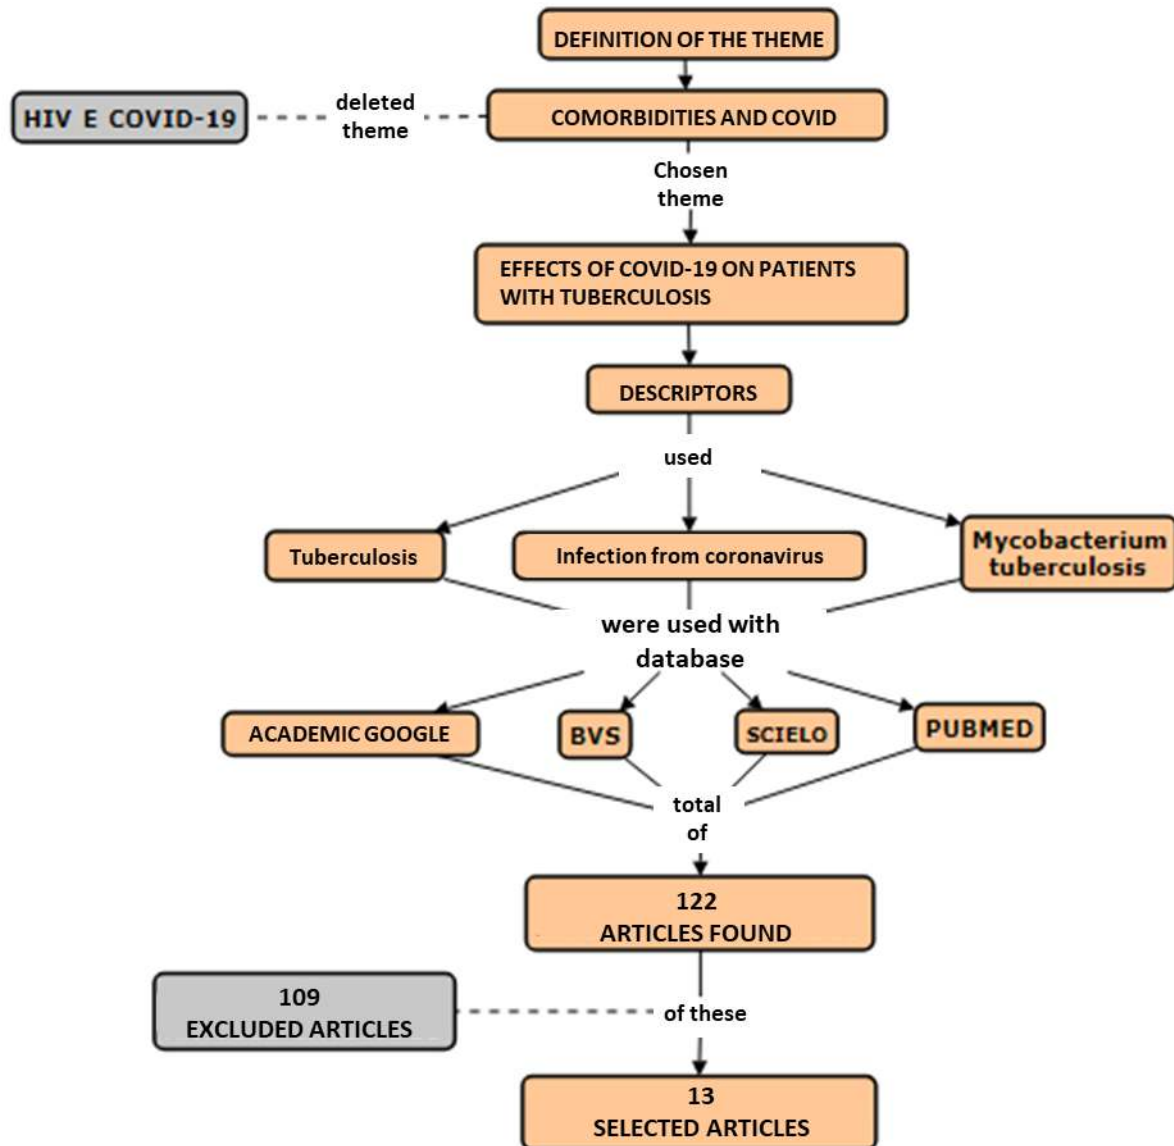 DEFINITION OF THE THEME
HIV E COVID-19
deleted
theme
COMORBIDITIES AND COVID
Chosen
theme
EFFECTS OF COVID-19 ON PATIENTS
WITH TUBERCULOSIS
DESCRIPTORS
used
Tuberculosis
Infection from coronavirus
Mycobacterium
tuberculosis
were used with
database
ACADEMIC GOOGLE
BVS
SCIELO
PUBMED
total
of
122
ARTICLES FOUND
109
EXCLUDED ARTICLES
of these
13
SELECTED ARTICLES